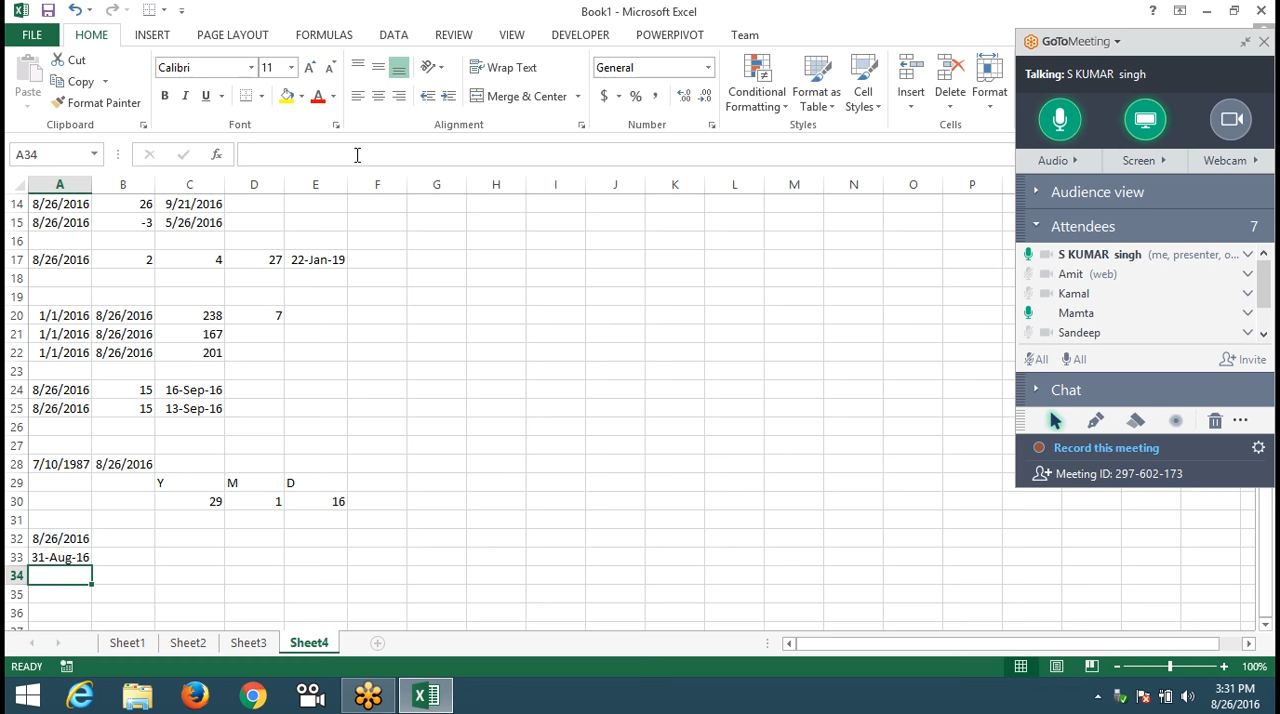 Book1 - Microsoft Excel
?
FILE HOME INSERT PAGE LAYOUT FORMULAS DATA REVIEW VIEW DEVELOPER POWERPIVOT Team
Paste
Cut
Copy
Format Painter
Clipboard
Calibri 11
B I U
Font
Wrap Text
Merge & Center
Alignment
General
$ % ,
Number
Conditional Formatting
Format as Table
Cell Styles
Styles
Insert Delete Format
Cells
A34
fx
A B C D E F G H I J K L M N O P
14 8/26/2016 26 9/21/2016
15 8/26/2016 -3 5/26/2016
16
17 8/26/2016 2 4 27 22-Jan-19
18
19
20 1/1/2016 8/26/2016 238 7
21 1/1/2016 8/26/2016 167
22 1/1/2016 8/26/2016 201
23
24 8/26/2016 15 16-Sep-16
25 8/26/2016 15 13-Sep-16
26
27
28 7/10/1987 8/26/2016
29 Y M D
30 29 1 16
31
32 8/26/2016
33 31-Aug-16
34
35
36
Sheet1 Sheet2 Sheet3 Sheet4
READY
100%
GoToMeeting
Talking: S KUMAR singh
Audio Screen Webcam
Audience view
Attendees 7
S KUMAR singh (me, presenter, o...
Amit (web)
Kamal
Mamta
Sandeep
All All Invite
Chat
Record this meeting
Meeting ID: 297-602-173
3:31 PM
8/26/2016